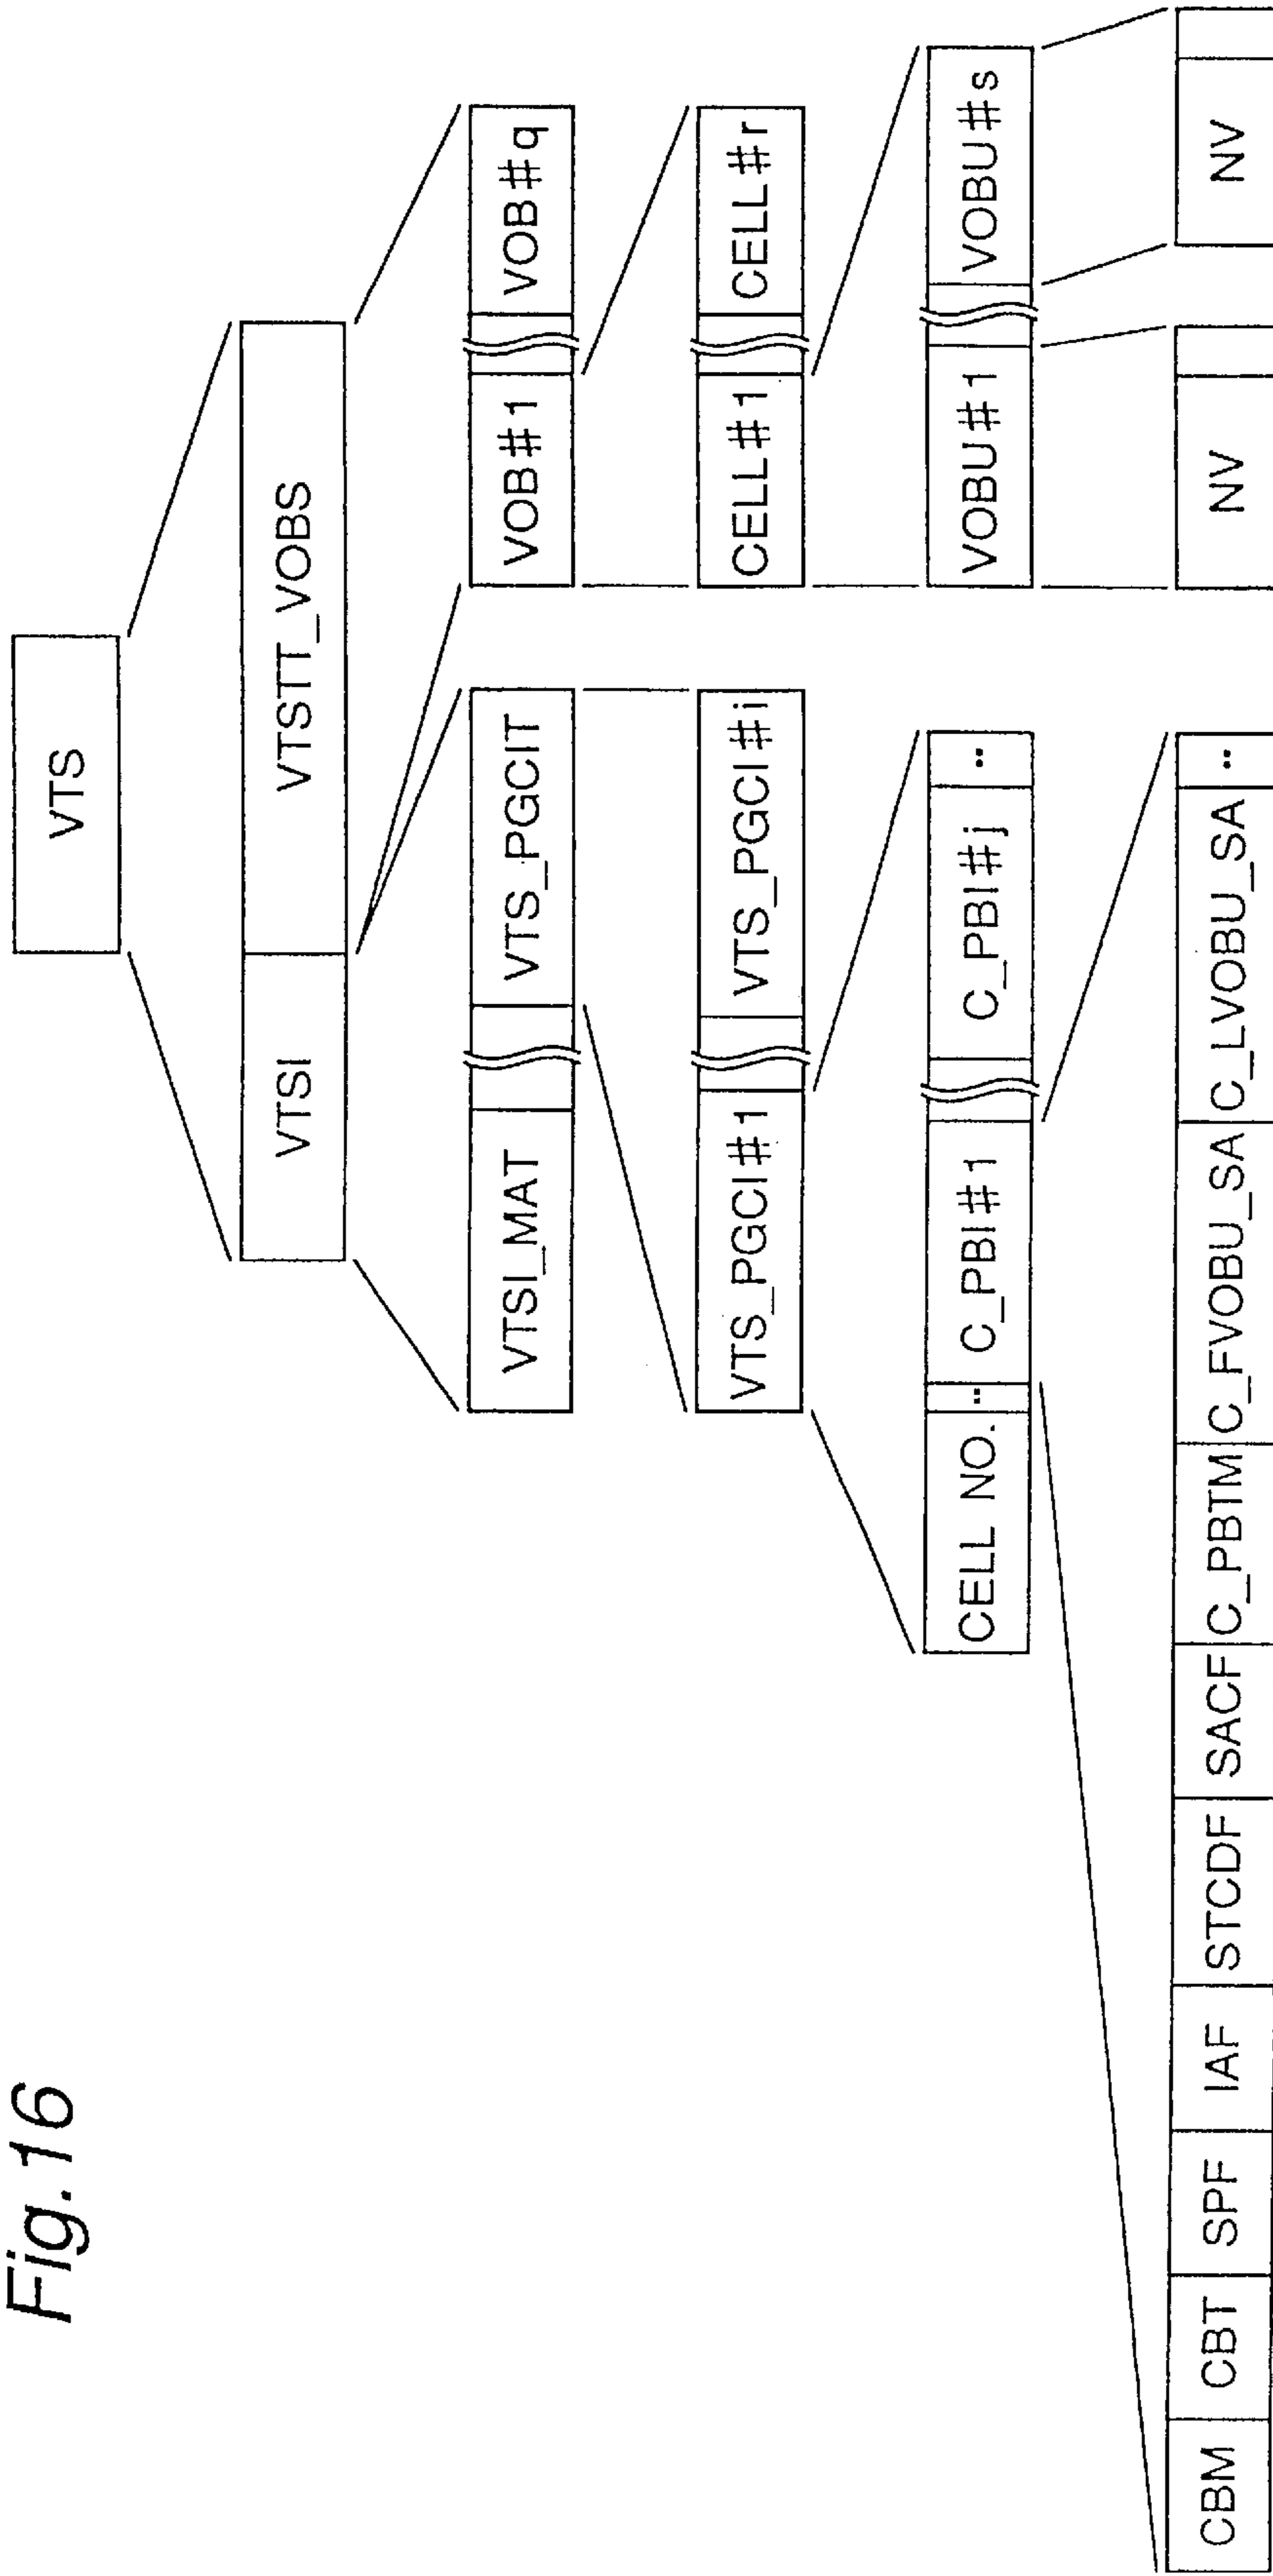 Fig.16
VTS
VTSI VTSTT_VOBS
VTSI_MAT VTS_PGCIT VOB#1 VOB#q
VTS_PGCI#1 VTS_PGCI#i CELL#1 CELL#r
CELL NO. .. C_PBI#1 C_PBI#j .. VOBU#1 VOBU#s
CBM CBT SPF IAF STCDF SACF C_PBTM C_FVOBU_SA C_LVOBU_SA .. NV NV